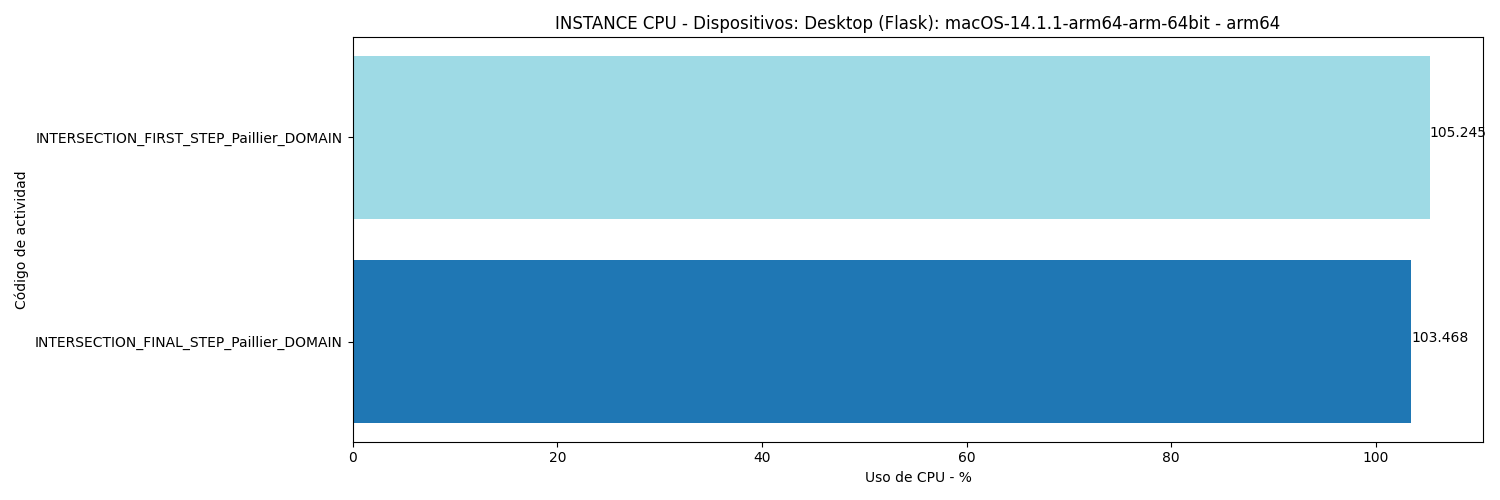 INSTANCE CPU - Dispositivos: Desktop (Flask): macOS-14.1.1-arm64-arm-64bit - arm64
INTERSECTION_FIRST_STEP_Paillier_DOMAIN
105.245
Código de actividad
INTERSECTION_FINAL_STEP_Paillier_DOMAIN
103.468
0 20 40 60 80 100
Uso de CPU - %